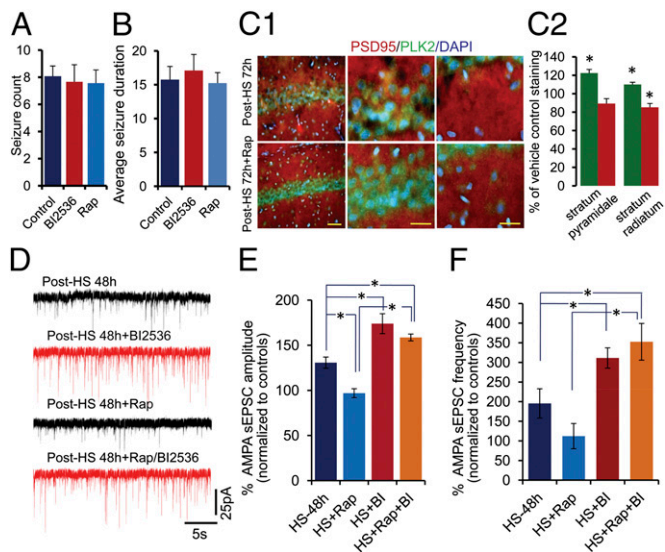 A
Seizure count
10
8
6
4
2
0
Control
BI2536
Rap
B
Average seizure duration
20
15
10
5
0
Control
BI2536
Rap
C1
PSD95/PLK2/DAPI
Post-HS 72h
Post-HS 72h+Rap
C2
% of vehicle control staining
140
120
100
80
60
40
20
0
*
*
*
stratum
pyramidale
stratum
radiatum
D
Post-HS 48h
Post-HS 48h+BI2536
Post-HS 48h+Rap
Post-HS 48h+Rap/BI2536
25pA
5s
E
% AMPA sEPSC amplitude
(normalized to controls)
200
150
100
50
0
*
*
*
*
HS-48h
HS+Rap
HS+BI
HS+Rap+BI
F
% AMPA sEPSC frequency
(normalized to controls)
450
400
350
300
250
200
150
100
50
0
*
*
*
HS-48h
HS+Rap
HS+BI
HS+Rap+BI